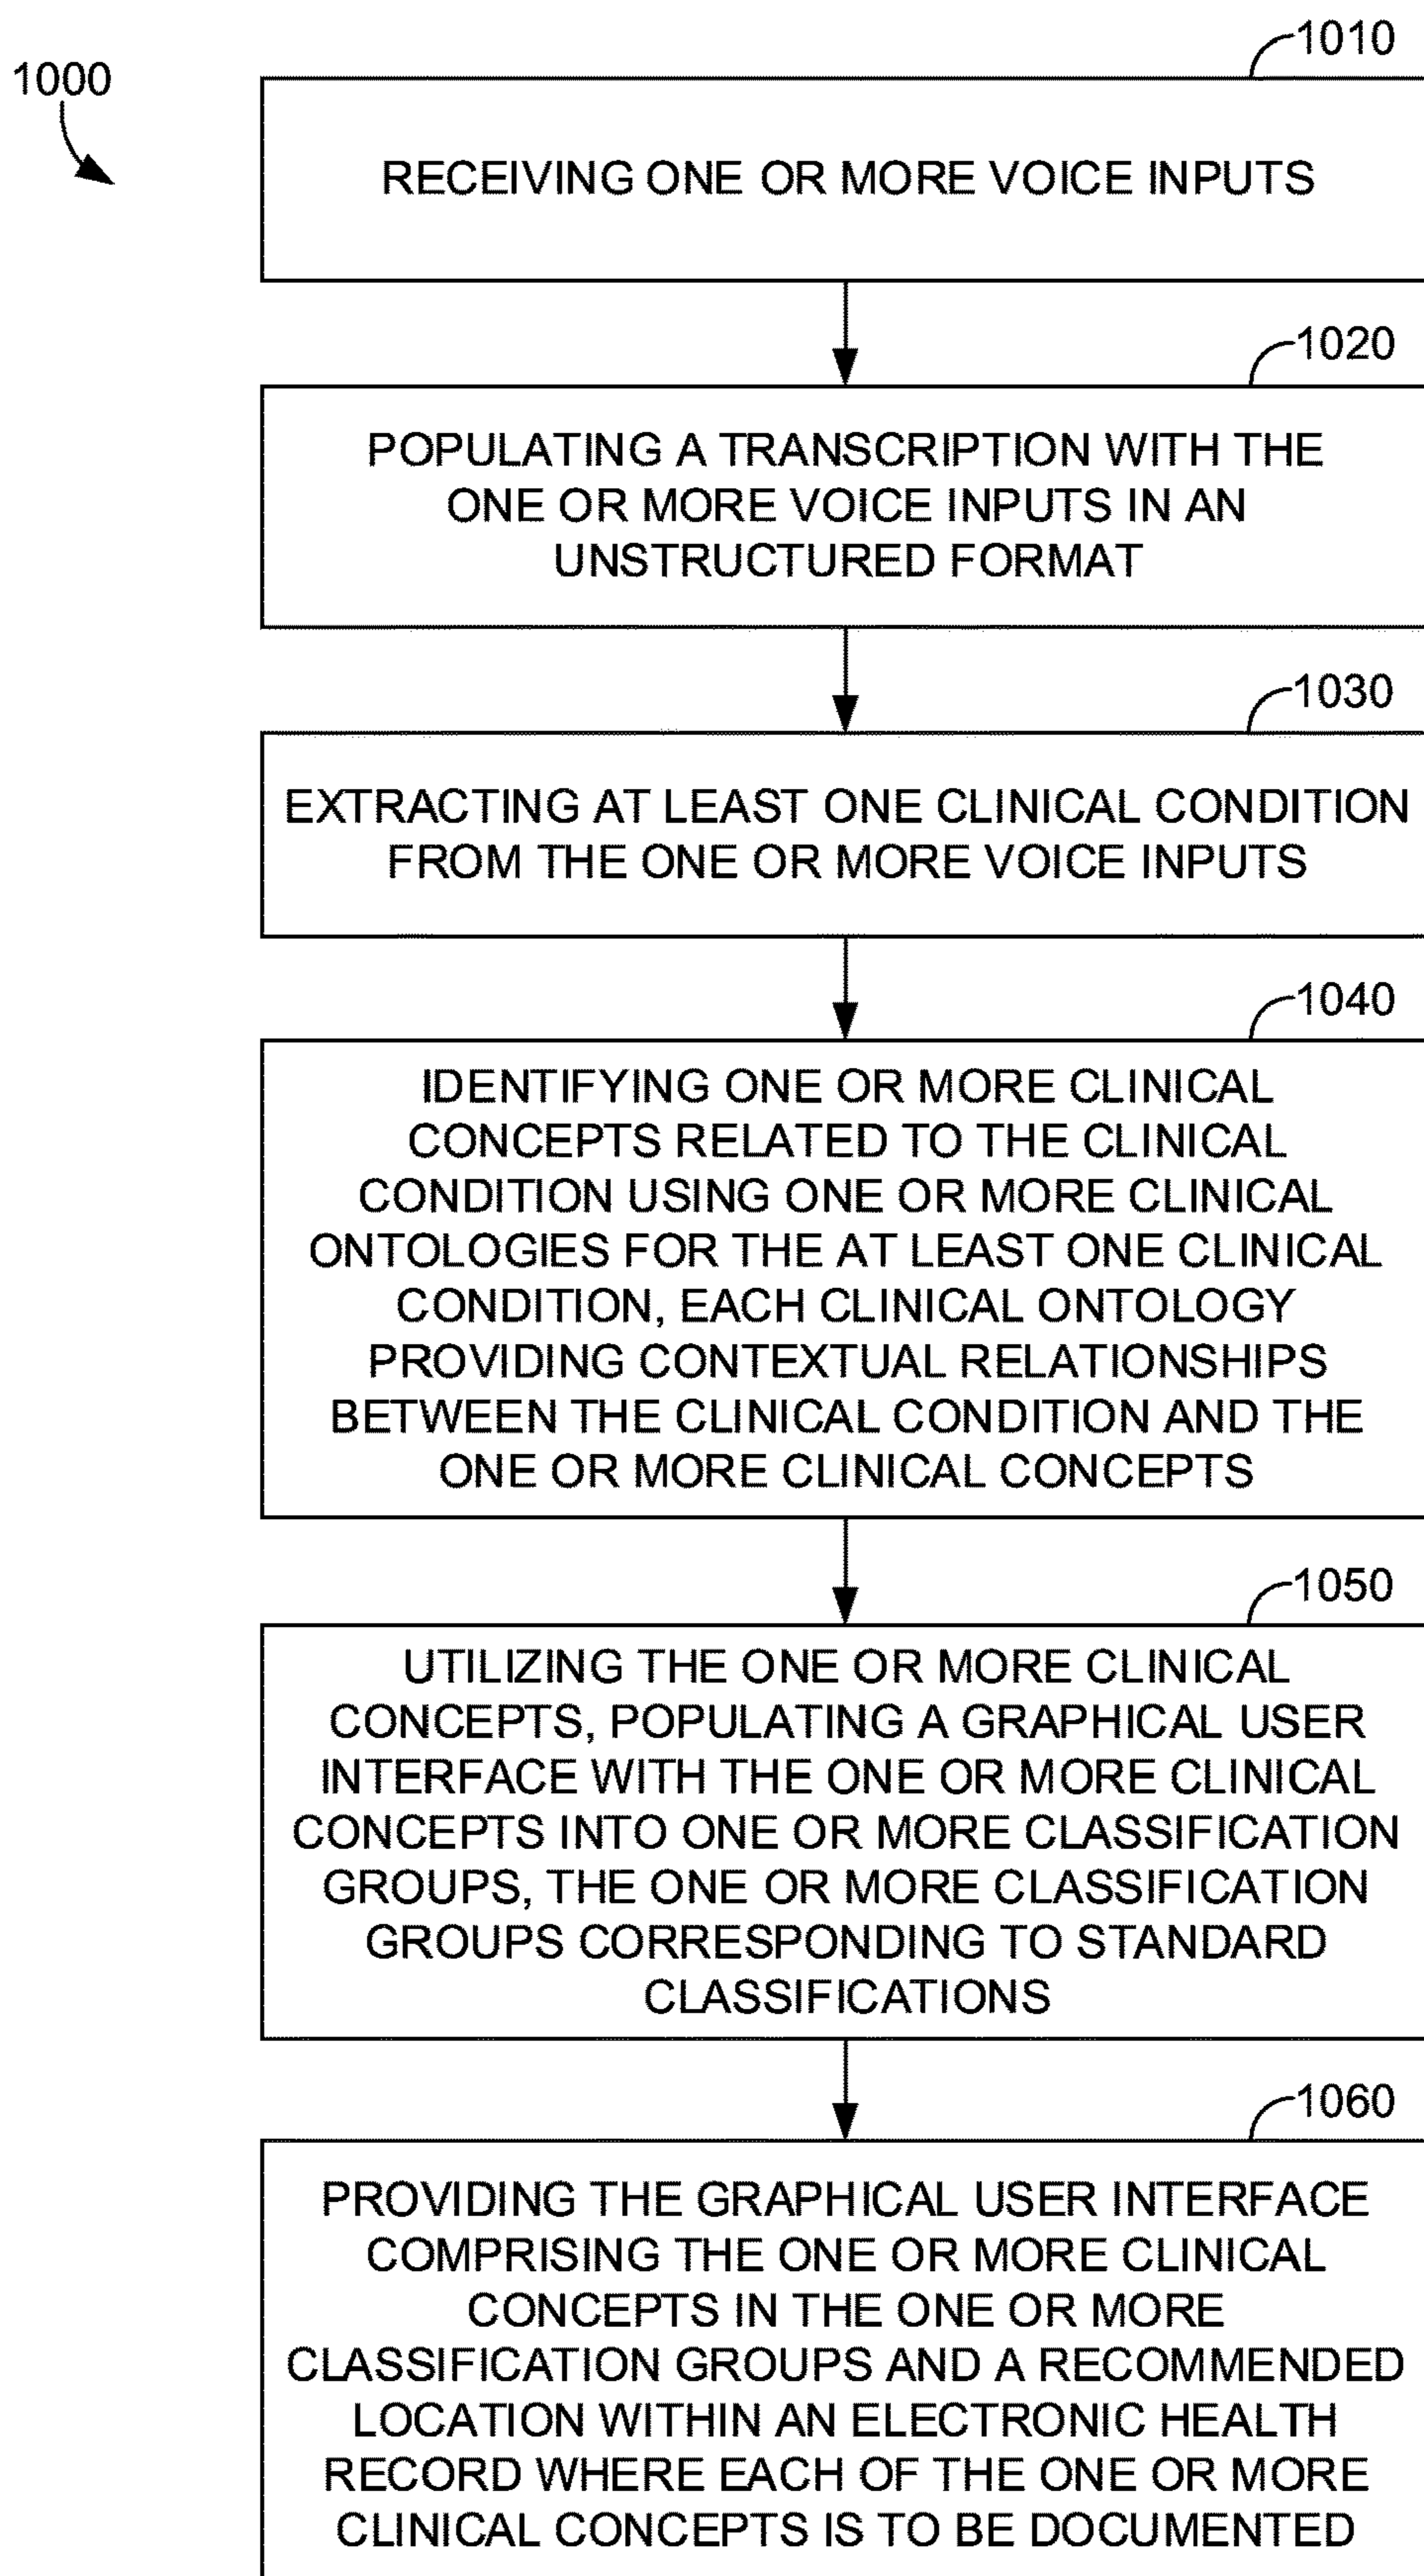 1000
1010
RECEIVING ONE OR MORE VOICE INPUTS
1020
POPULATING A TRANSCRIPTION WITH THE
ONE OR MORE VOICE INPUTS IN AN
UNSTRUCTURED FORMAT
1030
EXTRACTING AT LEAST ONE CLINICAL CONDITION
FROM THE ONE OR MORE VOICE INPUTS
1040
IDENTIFYING ONE OR MORE CLINICAL
CONCEPTS RELATED TO THE CLINICAL
CONDITION USING ONE OR MORE CLINICAL
ONTOLOGIES FOR THE AT LEAST ONE CLINICAL
CONDITION, EACH CLINICAL ONTOLOGY
PROVIDING CONTEXTUAL RELATIONSHIPS
BETWEEN THE CLINICAL CONDITION AND THE
ONE OR MORE CLINICAL CONCEPTS
1050
UTILIZING THE ONE OR MORE CLINICAL
CONCEPTS, POPULATING A GRAPHICAL USER
INTERFACE WITH THE ONE OR MORE CLINICAL
CONCEPTS INTO ONE OR MORE CLASSIFICATION
GROUPS, THE ONE OR MORE CLASSIFICATION
GROUPS CORRESPONDING TO STANDARD
CLASSIFICATIONS
1060
PROVIDING THE GRAPHICAL USER INTERFACE
COMPRISING THE ONE OR MORE CLINICAL
CONCEPTS IN THE ONE OR MORE
CLASSIFICATION GROUPS AND A RECOMMENDED
LOCATION WITHIN AN ELECTRONIC HEALTH
RECORD WHERE EACH OF THE ONE OR MORE
CLINICAL CONCEPTS IS TO BE DOCUMENTED